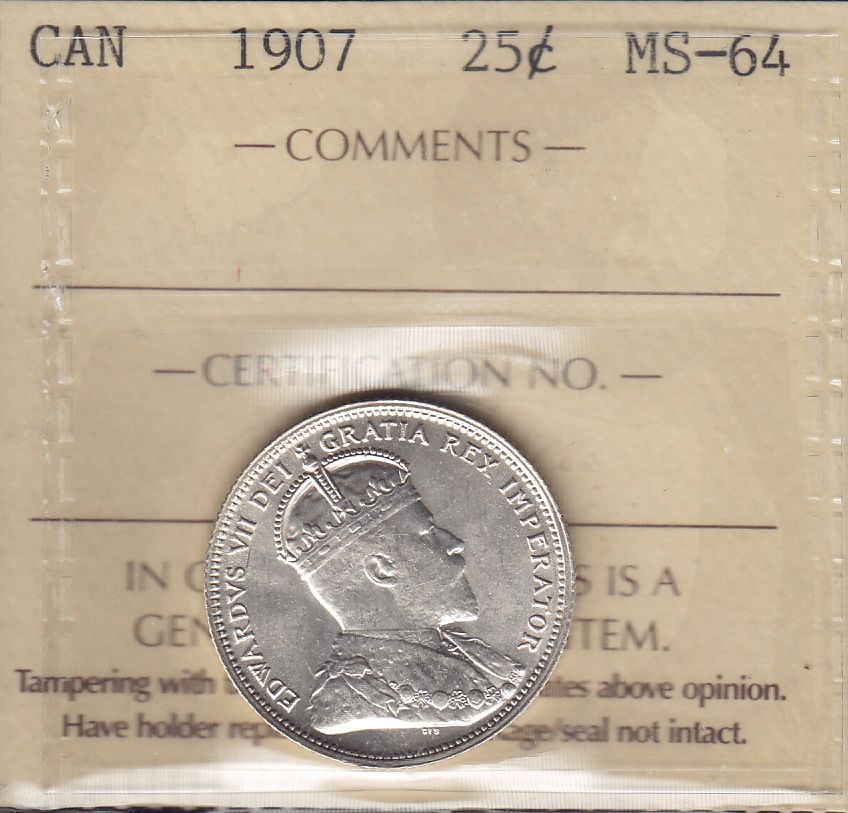 CAN 1907 25¢ MS-64
— COMMENTS —
— CERTIFICATION NO. —
EDWARDVS VII DEI GRATIA REX IMPERATOR
IN S IS A
GEN TEM.
Tampering with ates above opinion.
Have holder rep age/seal not intact.